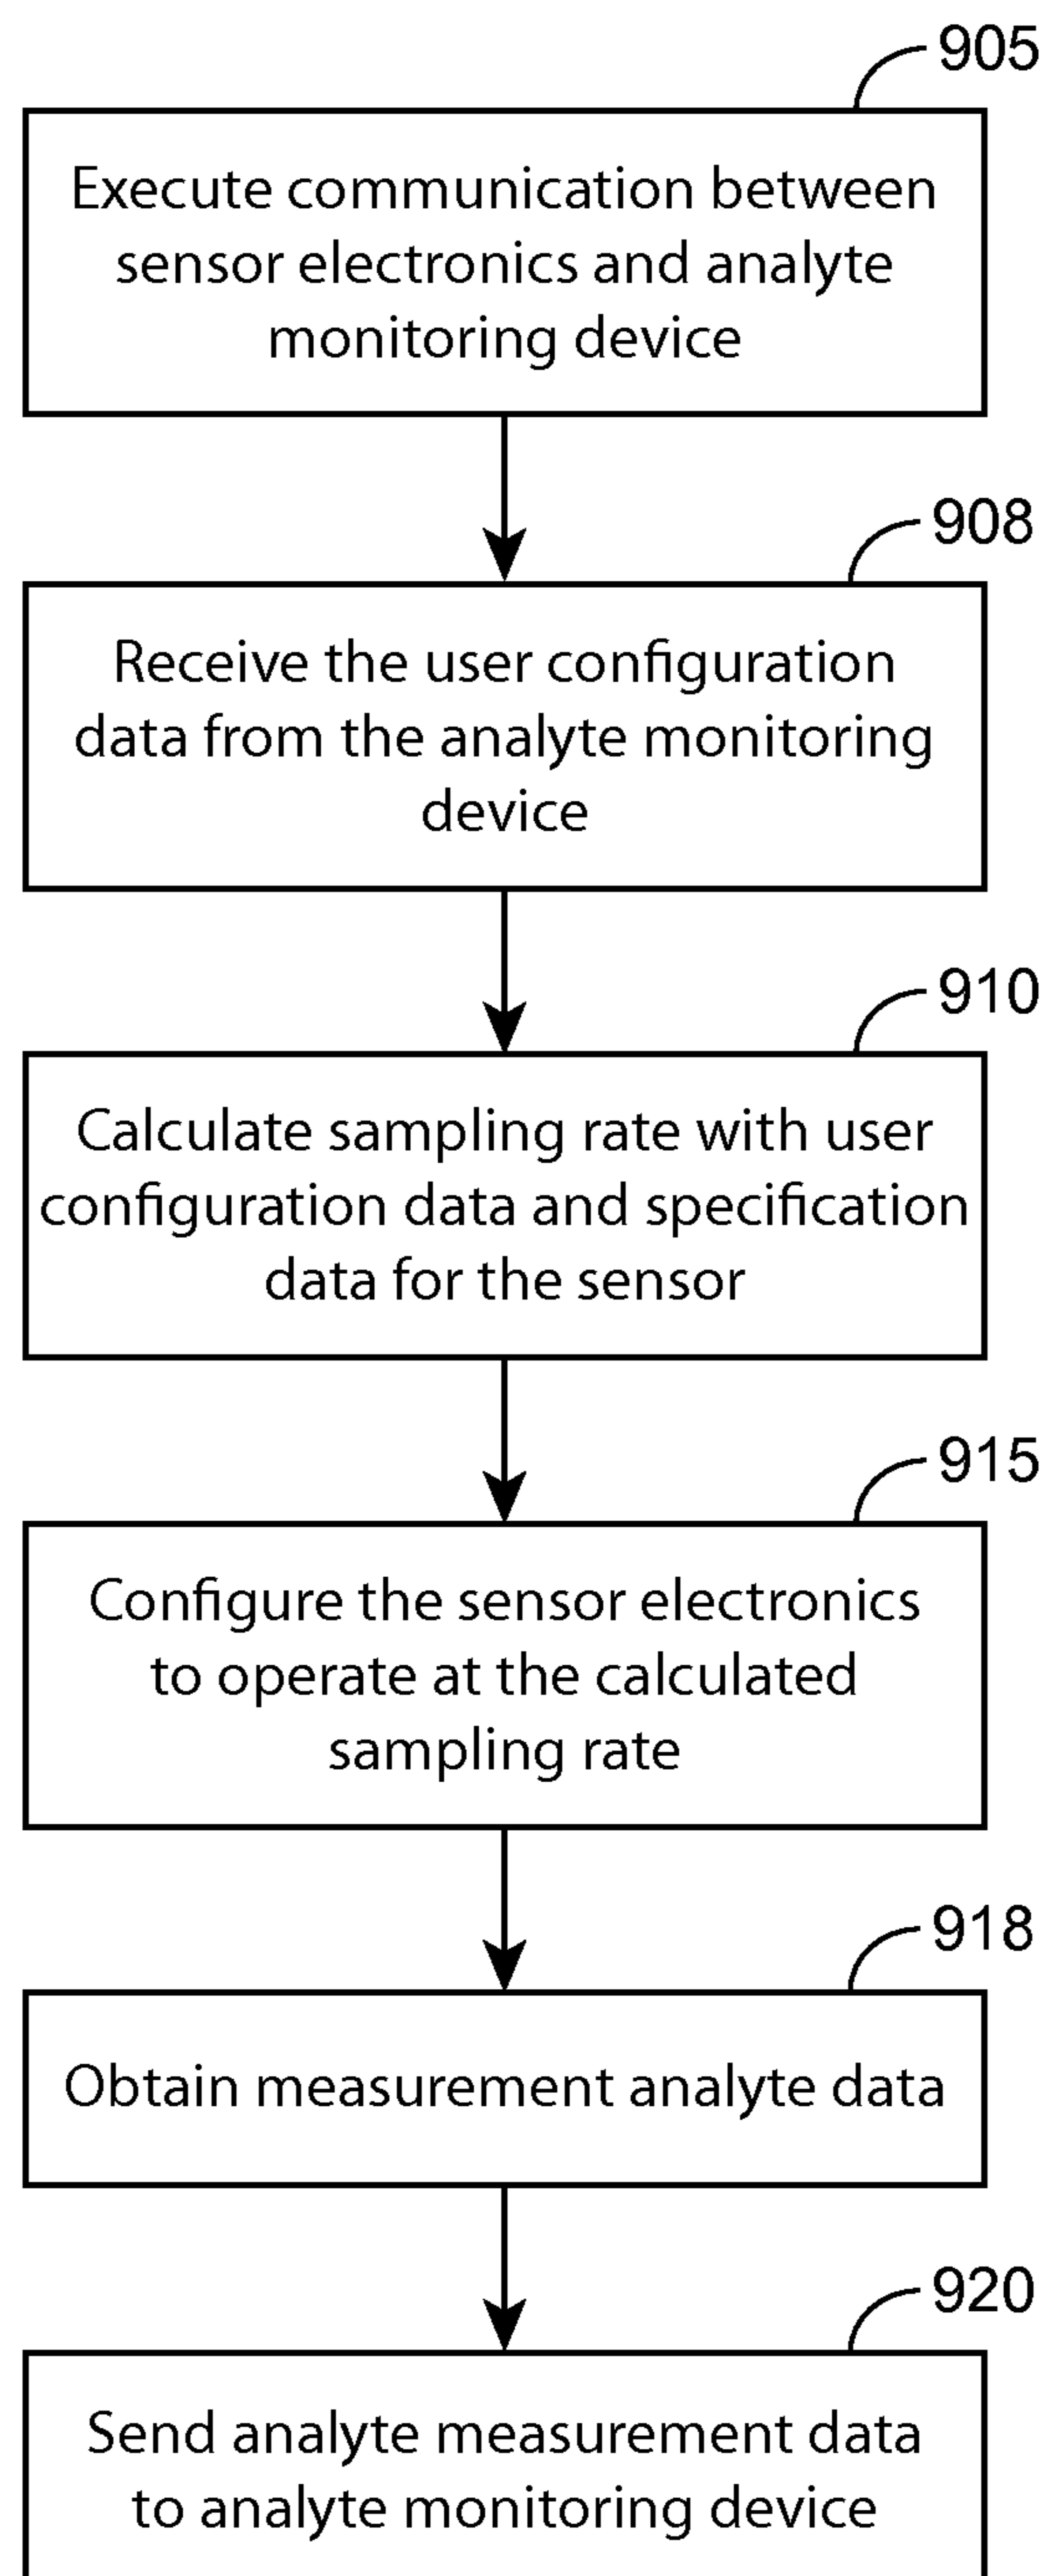 905
Execute communication between
sensor electronics and analyte
monitoring device
908
Receive the user configuration
data from the analyte monitoring
device
910
Calculate sampling rate with user
configuration data and specification
data for the sensor
915
Configure the sensor electronics
to operate at the calculated
sampling rate
918
Obtain measurement analyte data
920
Send analyte measurement data
to analyte monitoring device